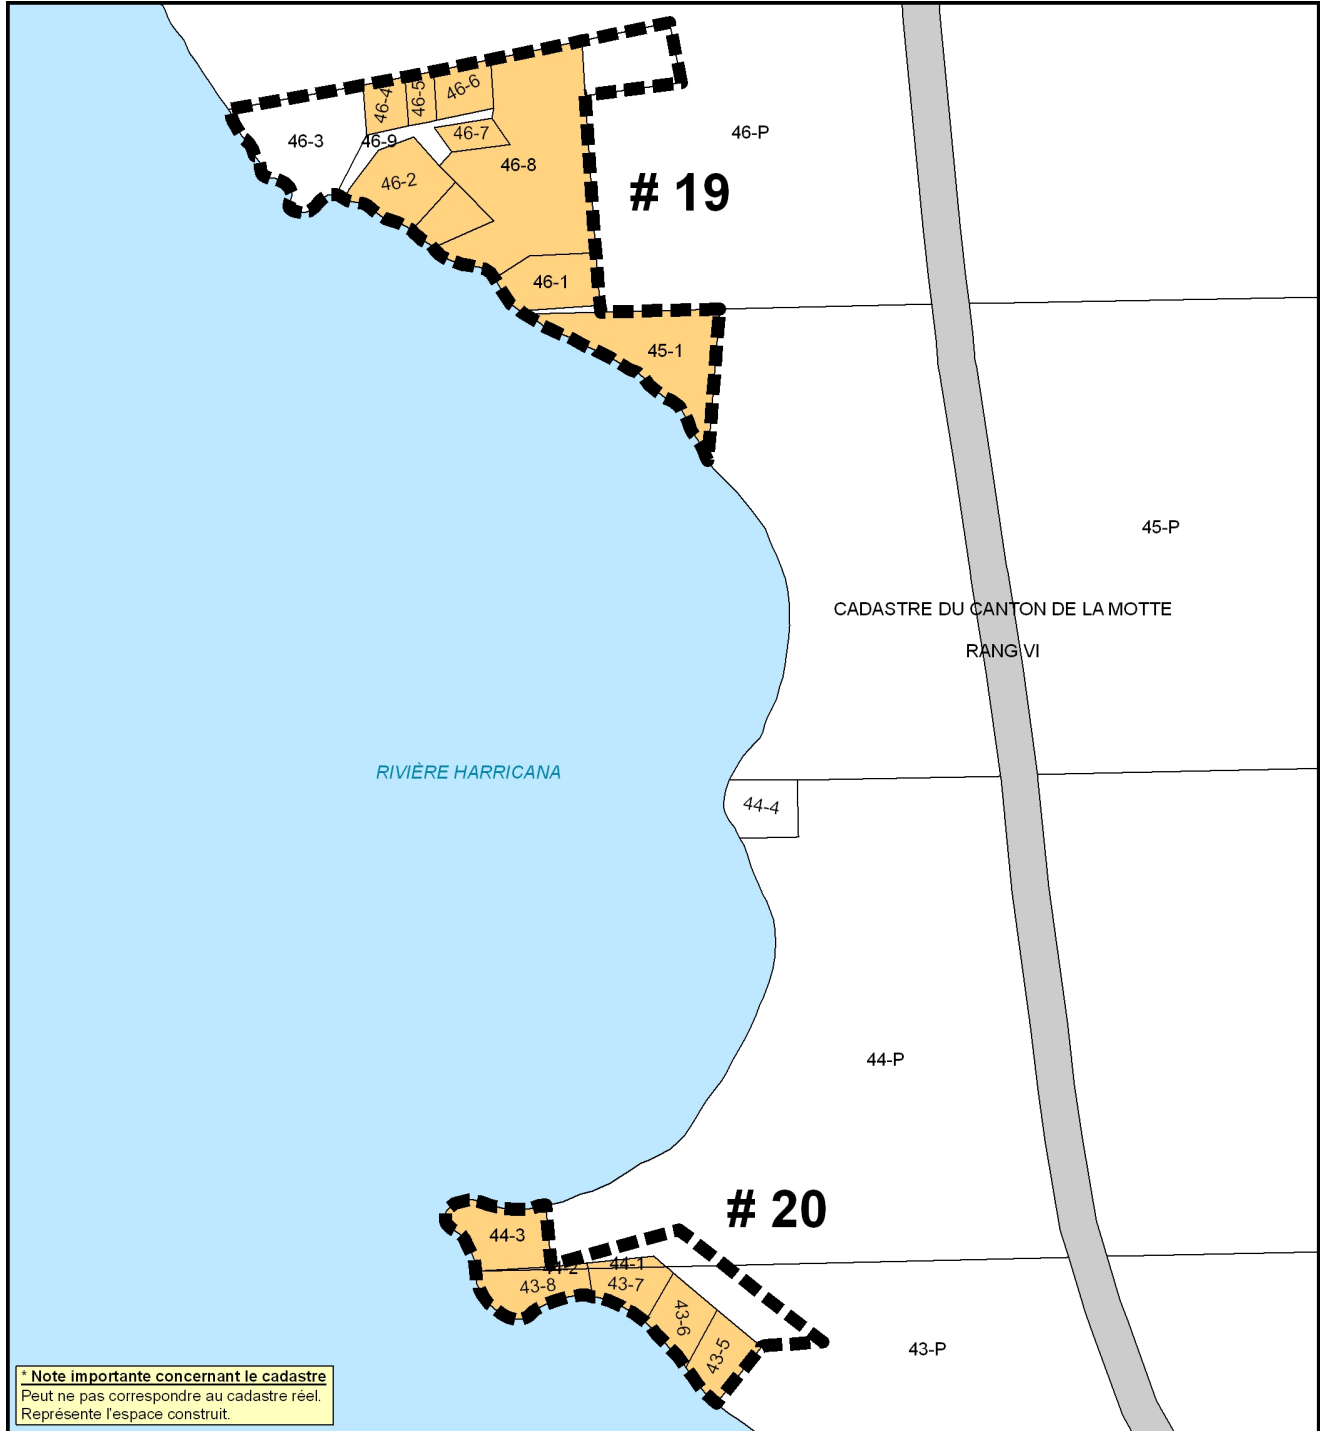 46-4
46-5
46-6
46-3
46-9
46-7
46-P
46-8
46-2
# 19
46-1
45-1
45-P
CADASTRE DU CANTON DE LA MOTTE
RANG VI
RIVIÈRE HARRICANA
44-4
44-P
# 20
44-3
44-2
44-1
43-8
43-7
43-6
43-5
43-P
* Note importante concernant le cadastre
Peut ne pas correspondre au cadastre réel.
Représente l'espace construit.